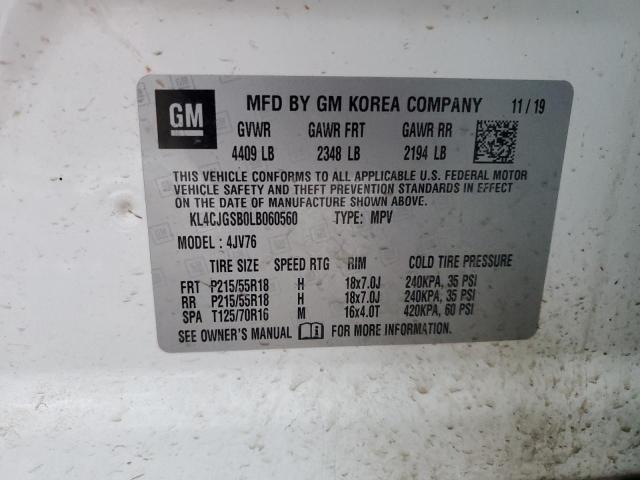 GM MFD BY GM KOREA COMPANY 11/19
GVWR GAWR FRT GAWR RR
4409 LB 2348 LB 2194 LB
THIS VEHICLE CONFORMS TO ALL APPLICABLE U.S. FEDERAL MOTOR
VEHICLE SAFETY AND THEFT PREVENTION STANDARDS IN EFFECT
ON THE DATE OF MANUFACTURE SHOWN ABOVE.
KL4CJGSB0LB060560 TYPE: MPV
MODEL: 4JV76
TIRE SIZE SPEED RTG RIM COLD TIRE PRESSURE
FRT P215/55R18 H 18x7.0J 240KPA, 35 PSI
RR P215/55R18 H 18x7.0J 240KPA, 35 PSI
SPA T125/70R16 M 16x4.0T 420KPA, 60 PSI
SEE OWNER'S MANUAL FOR MORE INFORMATION.